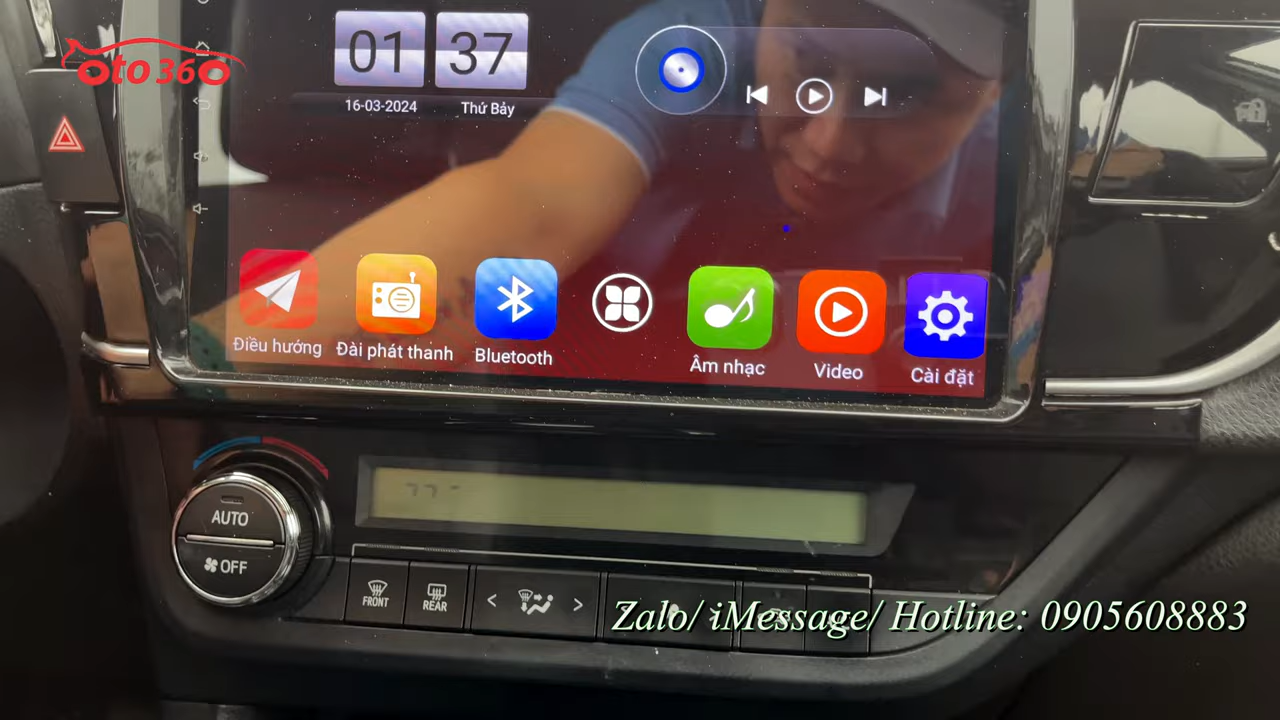 oto360
01 37
16-03-2024 Thứ Bảy
Điều hướng Đài phát thanh Bluetooth Âm nhạc Video Cài đặt
AUTO
OFF
FRONT REAR
Zalo/ iMessage/ Hotline: 0905608883